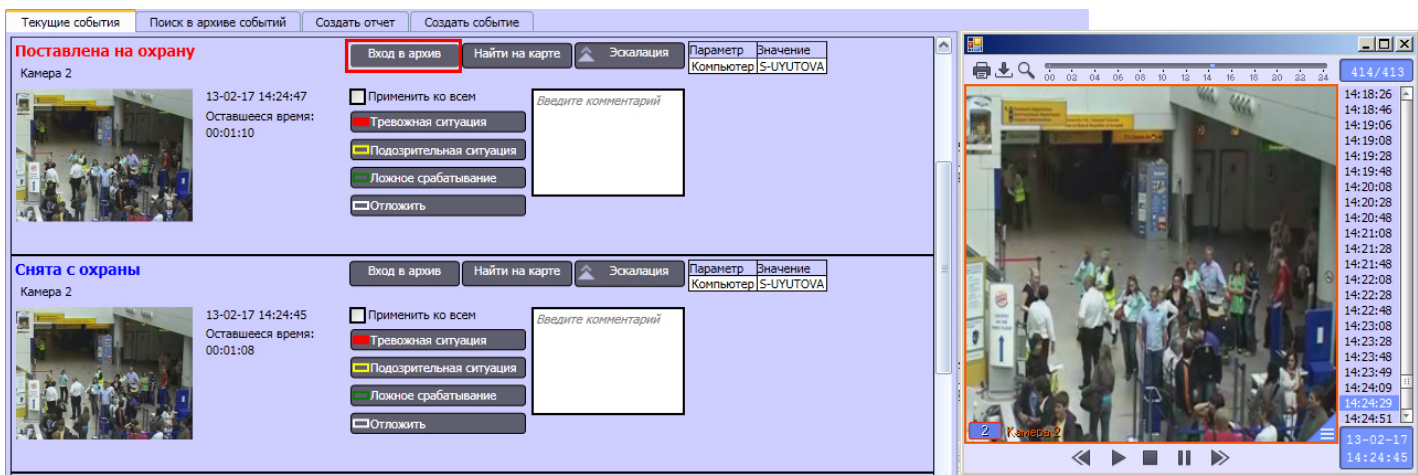 Текущие события
Поиск в архиве событий
Создать отчет
Создать событие
Поставлена на охрану
Камера 2
Вход в архив
Найти на карте
Эскалация
Параметр Значение
Компьютер S-UYUTOVA
13-02-17 14:24:47
Оставшееся время:
00:01:10
Применить ко всем
Тревожная ситуация
Подозрительная ситуация
Ложное срабатывание
Отложить
Введите комментарий
Снята с охраны
Камера 2
Вход в архив
Найти на карте
Эскалация
Параметр Значение
Компьютер S-UYUTOVA
13-02-17 14:24:45
Оставшееся время:
00:01:08
Применить ко всем
Тревожная ситуация
Подозрительная ситуация
Ложное срабатывание
Отложить
Введите комментарий
00 02 04 06 08 10 12 14 16 18 20 22 24
414/413
14:18:26
14:18:46
14:19:06
14:19:08
14:19:28
14:19:48
14:20:08
14:20:28
14:20:48
14:21:08
14:21:28
14:21:48
14:22:08
14:22:28
14:22:48
14:23:08
14:23:28
14:23:48
14:23:49
14:24:09
14:24:29
14:24:51
2 Камера 2
13-02-17
14:24:45